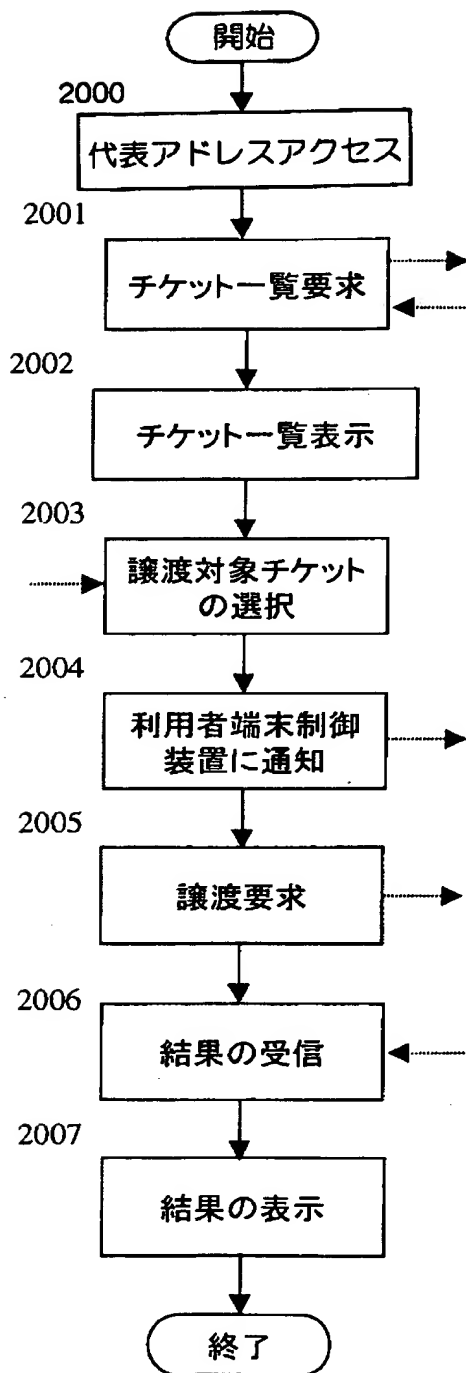 開始
2000
代表アドレスアクセス
2001
チケット一覧要求
2002
チケット一覧表示
2003
譲渡対象チケット
の選択
2004
利用者端末制御
装置に通知
2005
譲渡要求
2006
結果の受信
2007
結果の表示
終了